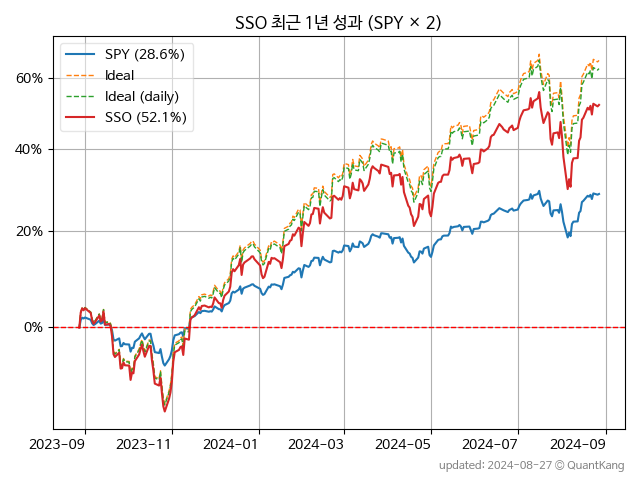 SSO 최근 1년 성과 (SPY × 2)
SPY (28.6%)
Ideal
Ideal (daily)
SSO (52.1%)
60%
40%
20%
0%
2023-09
2023-11
2024-01
2024-03
2024-05
2024-07
2024-09
updated: 2024-08-27 © QuantKang